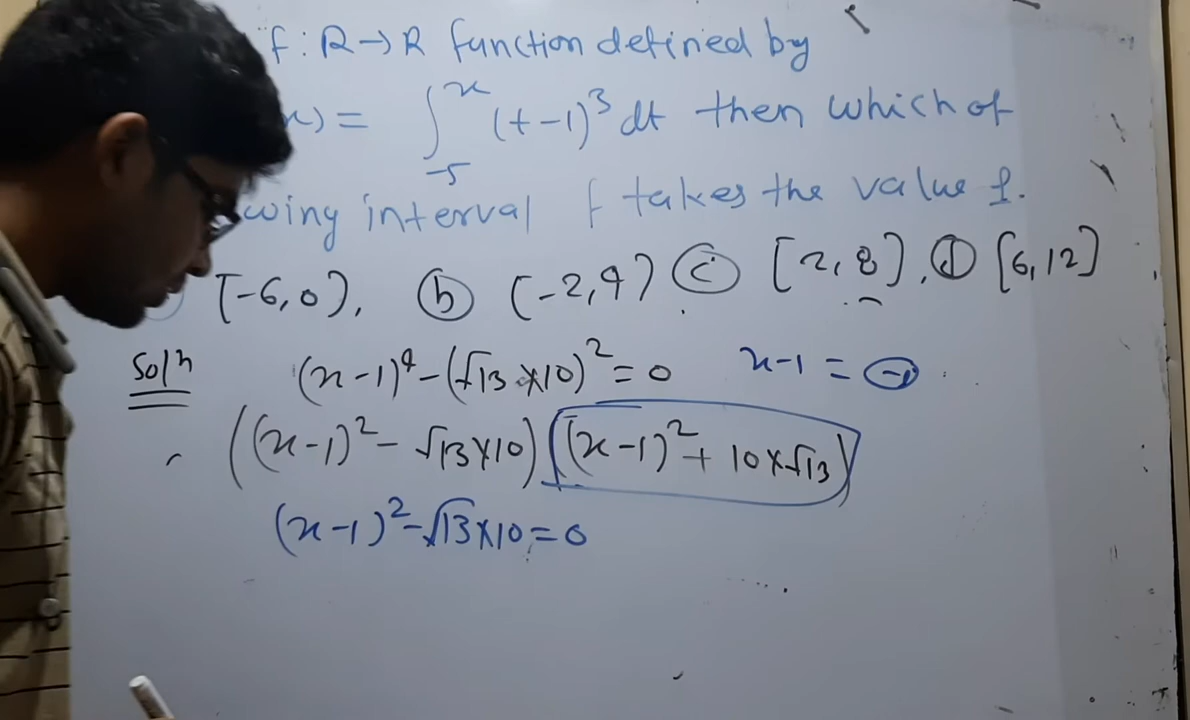 f : R → R function defined by
x) = ∫_{-5}^{x} (t-1)^3 dt then which of
owing interval f takes the value 1.
[-6,0), (b) (-2,4) (c) [2,8), (d) [6,12]
Solⁿ (x-1)^4 - (√13 × 10)^2 = 0 x-1 =
((x-1)^2 - √13×10) ((x-1)^2 + 10×√13)
(x-1)^2 - √13×10 = 0